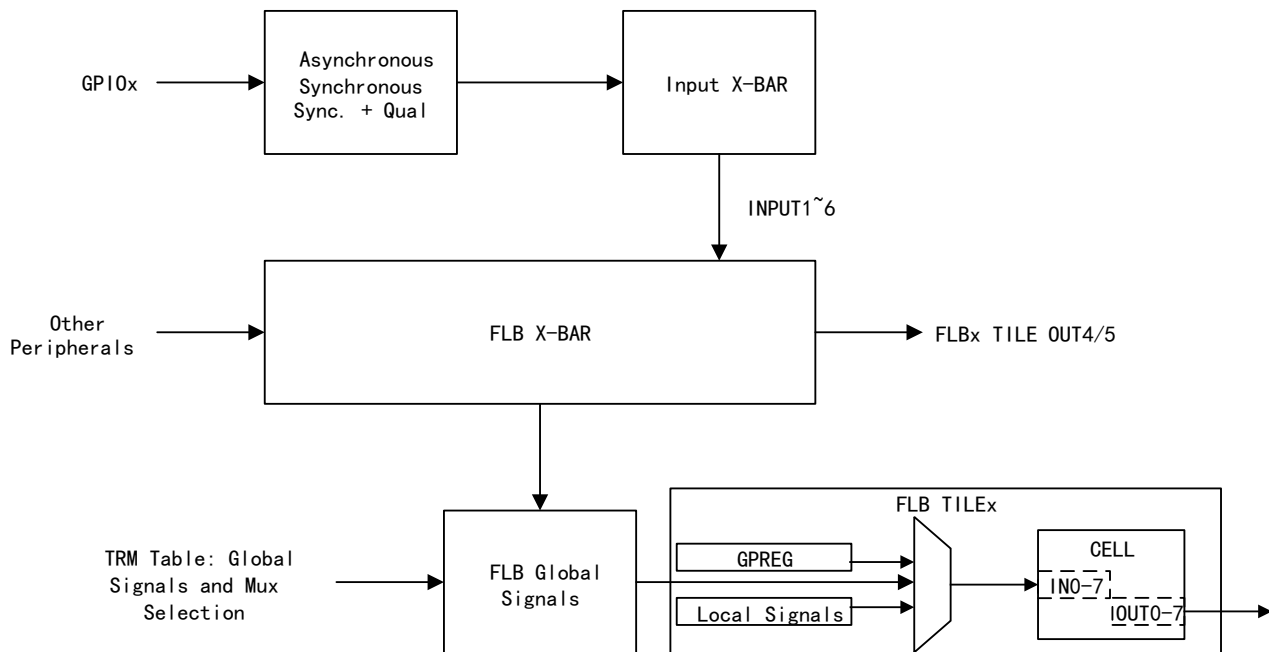 GPIOx
Asynchronous
Synchronous
Sync. + Qual
Input X-BAR
INPUT1~6
Other
Peripherals
FLB X-BAR
FLBx TILE OUT4/5
TRM Table: Global
Signals and Mux
Selection
FLB Global
Signals
FLB TILEx
GPREG
Local Signals
CELL
IN0-7
OUT0-7